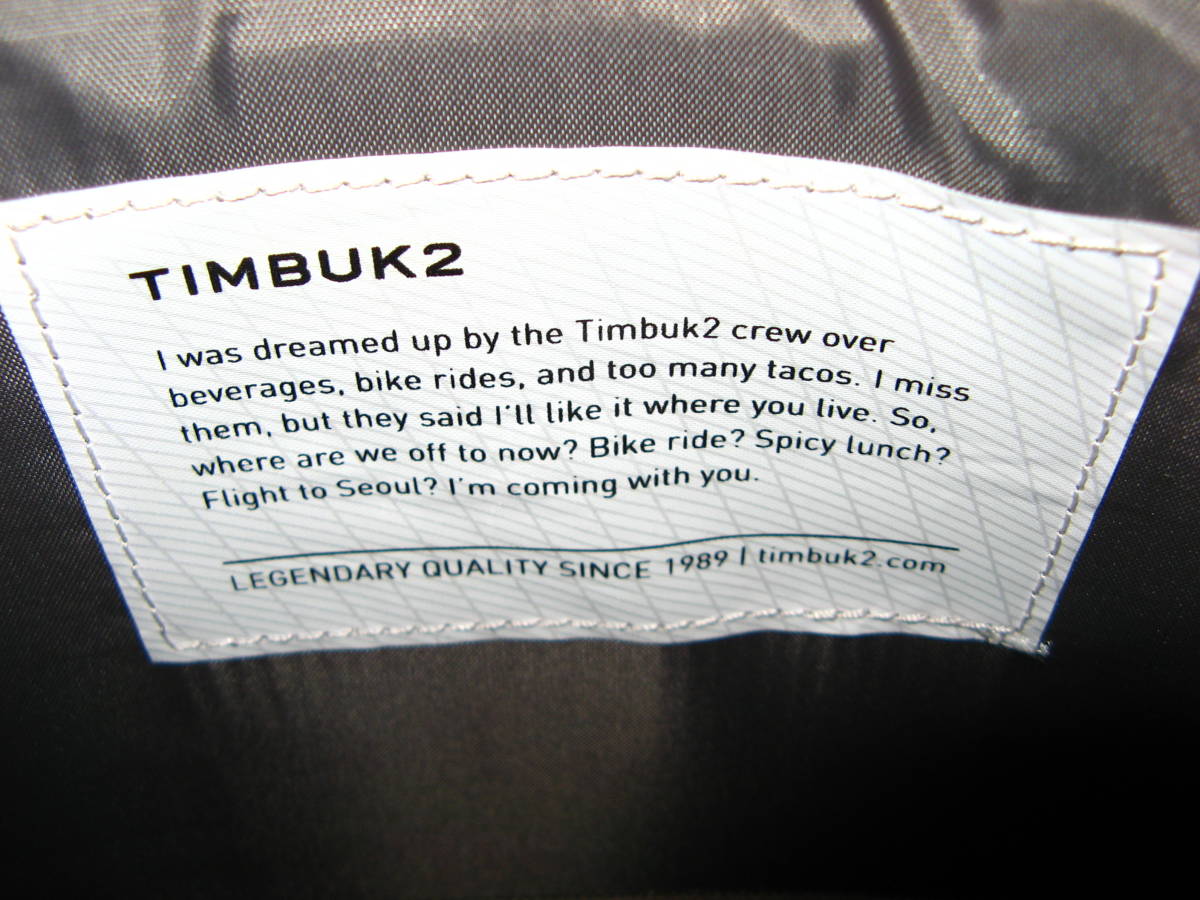 TIMBUK2
I was dreamed up by the Timbuk2 crew over
beverages, bike rides, and too many tacos. I miss
them, but they said I'll like it where you live. So,
where are we off to now? Bike ride? Spicy lunch?
Flight to Seoul? I'm coming with you.
LEGENDARY QUALITY SINCE 1989 | timbuk2.com